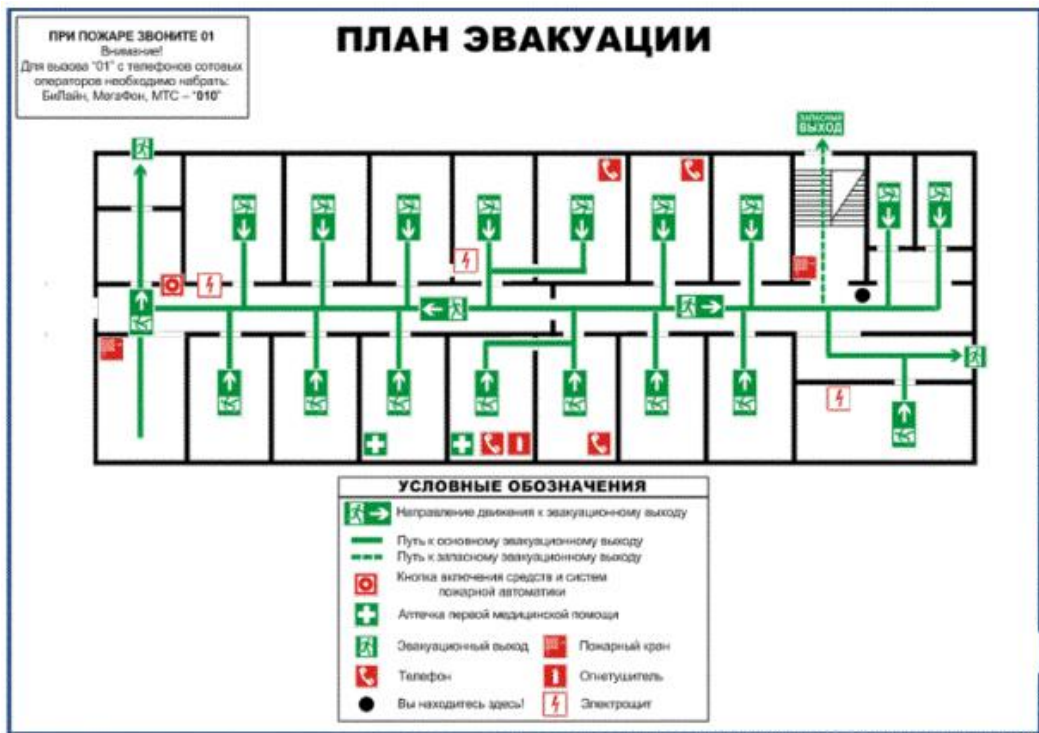 ПРИ ПОЖАРЕ ЗВОНИТЕ 01
Внимание!
Для вызова "01" с телефонов сотовых
операторов необходимо набрать:
БиЛайн, МегаФон, МТС – "010"
ПЛАН ЭВАКУАЦИИ
ЗАПАСНЫЙ
ВЫХОД
УСЛОВНЫЕ ОБОЗНАЧЕНИЯ
Направление движения к эвакуационному выходу
Путь к основному эвакуационному выходу
Путь к запасному эвакуационному выходу
Кнопка включения средств и систем
пожарной автоматики
Аптечка первой медицинской помощи
Эвакуационный выход
Пожарный кран
Телефон
Огнетушитель
Вы находитесь здесь!
Электрощит